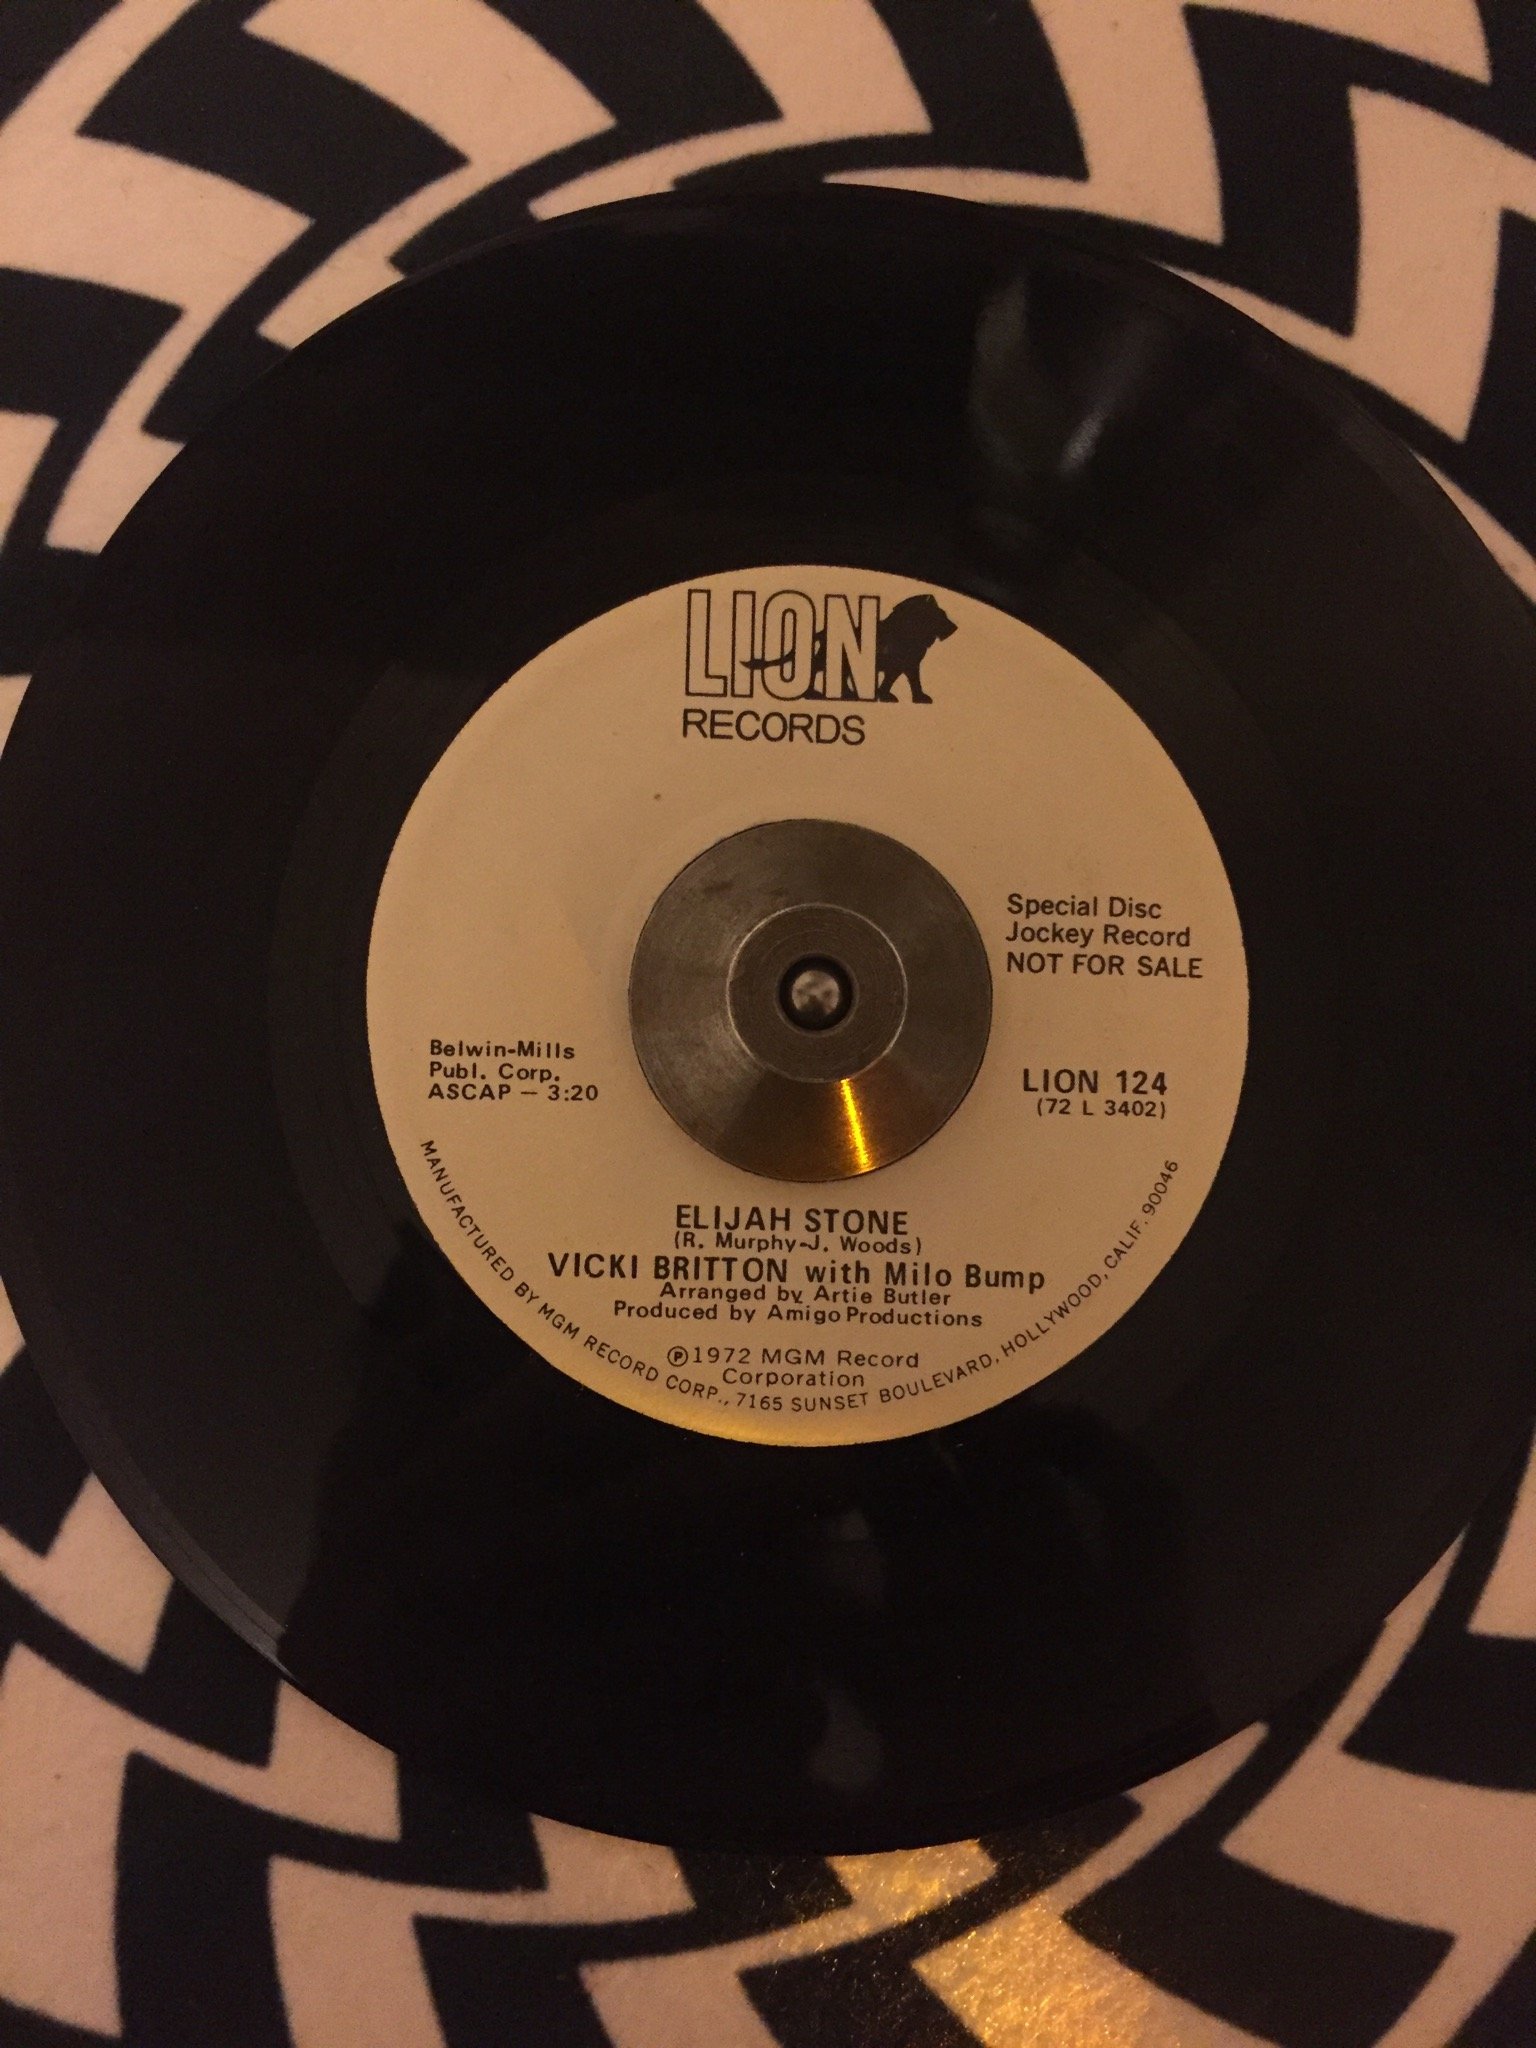 LION
RECORDS
Special Disc
Jockey Record
NOT FOR SALE
Belwin-Mills
Publ. Corp.
ASCAP — 3:20
LION 124
(72 L 3402)
ELIJAH STONE
(R. Murphy-J. Woods)
VICKI BRITTON with Milo Bump
Arranged by Artie Butler
Produced by Amigo Productions
Ⓟ1972 MGM Record
Corporation
MANUFACTURED BY MGM RECORD CORP., 7165 SUNSET BOULEVARD, HOLLYWOOD, CALIF. 90046